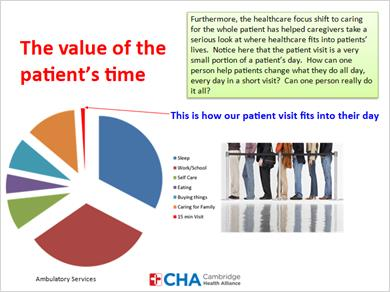 The value of the
patient's time
Furthermore, the healthcare focus shift to caring
for the whole patient has helped caregivers take a
serious look at where healthcare fits into patients'
lives.  Notice here that the patient visit is a very
small portion of a patient's day.  How can one
person help patients change what they do all day,
every day in a short visit?  Can one person really do
it all?
This is how our patient visit fits into their day
Sleep
Work/School
Self Care
Eating
Buying things
Caring for Family
15 min Visit
Ambulatory Services
CHA Cambridge
Health Alliance